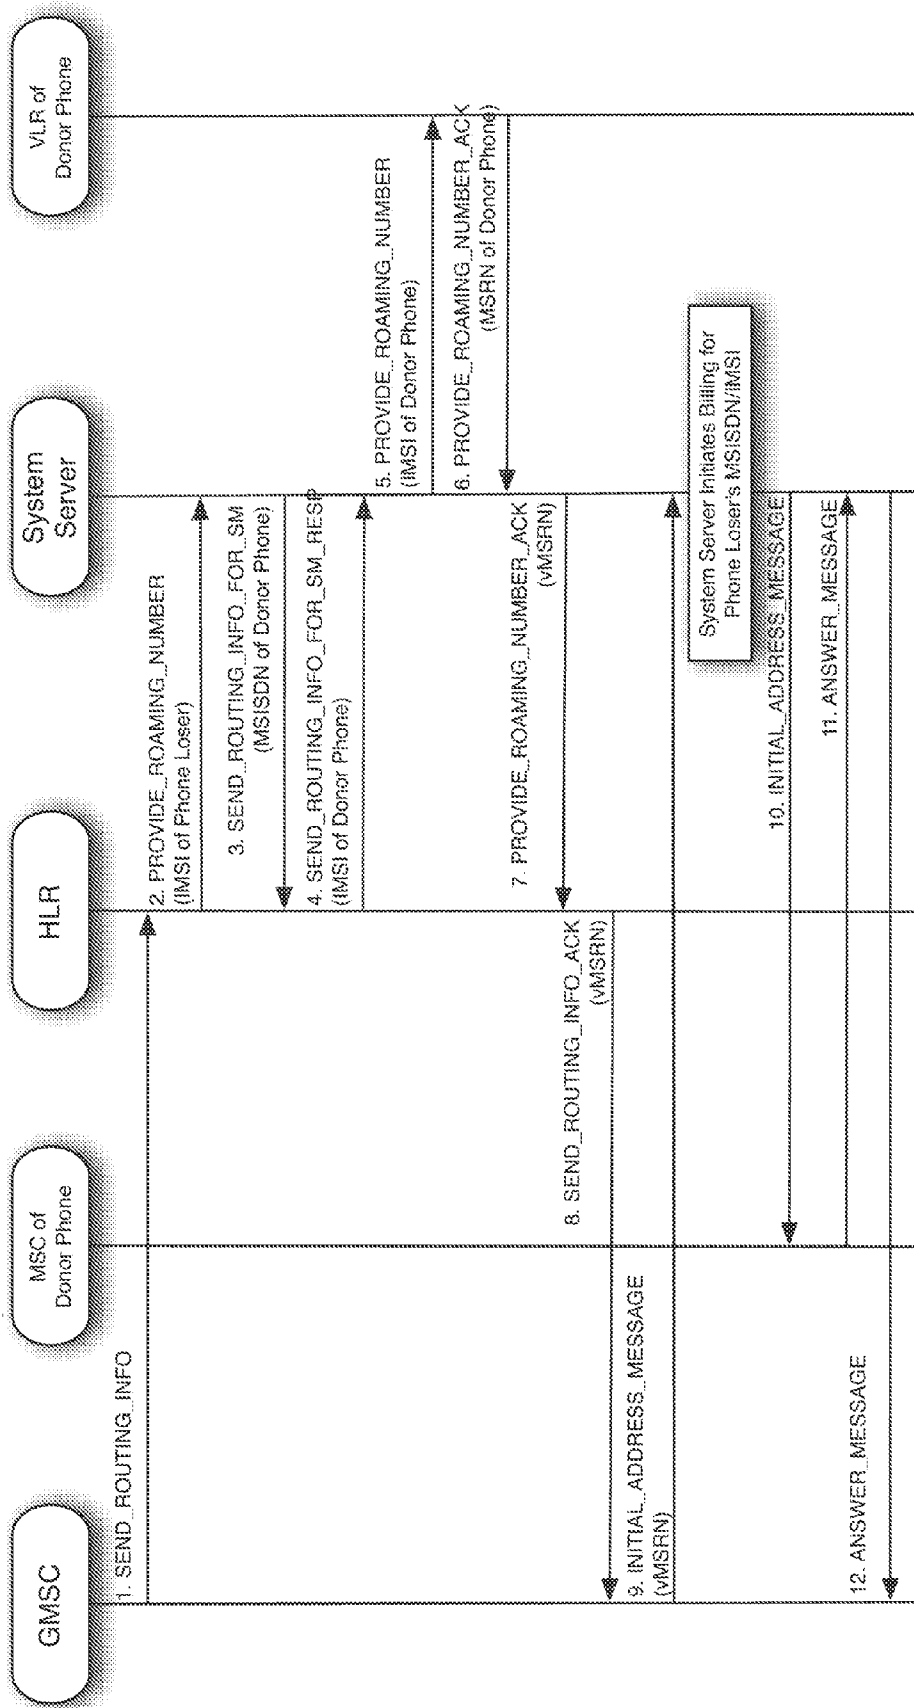 GMSC
MSC of
Donor Phone
HLR
System
Server
VLR of
Donor Phone
1. SEND_ROUTING_INFO
2. PROVIDE_ROAMING_NUMBER
(IMSI of Phone Loser)
3. SEND_ROUTING_INFO_FOR_SM
(MSISDN of Donor Phone)
4. SEND_ROUTING_INFO_FOR_SM_RESP
(IMSI of Donor Phone)
5. PROVIDE_ROAMING_NUMBER
(IMSI of Donor Phone)
6. PROVIDE_ROAMING_NUMBER_ACK
(MSRN of Donor Phone)
7. PROVIDE_ROAMING_NUMBER_ACK
(vMSRN)
8. SEND_ROUTING_INFO_ACK
(vMSRN)
9. INITIAL_ADDRESS_MESSAGE
(vMSRN)
System Server Initiates Billing for
Phone Loser's MSISDN/IMSI
10. INITIAL_ADDRESS_MESSAGE
11. ANSWER_MESSAGE
12. ANSWER_MESSAGE